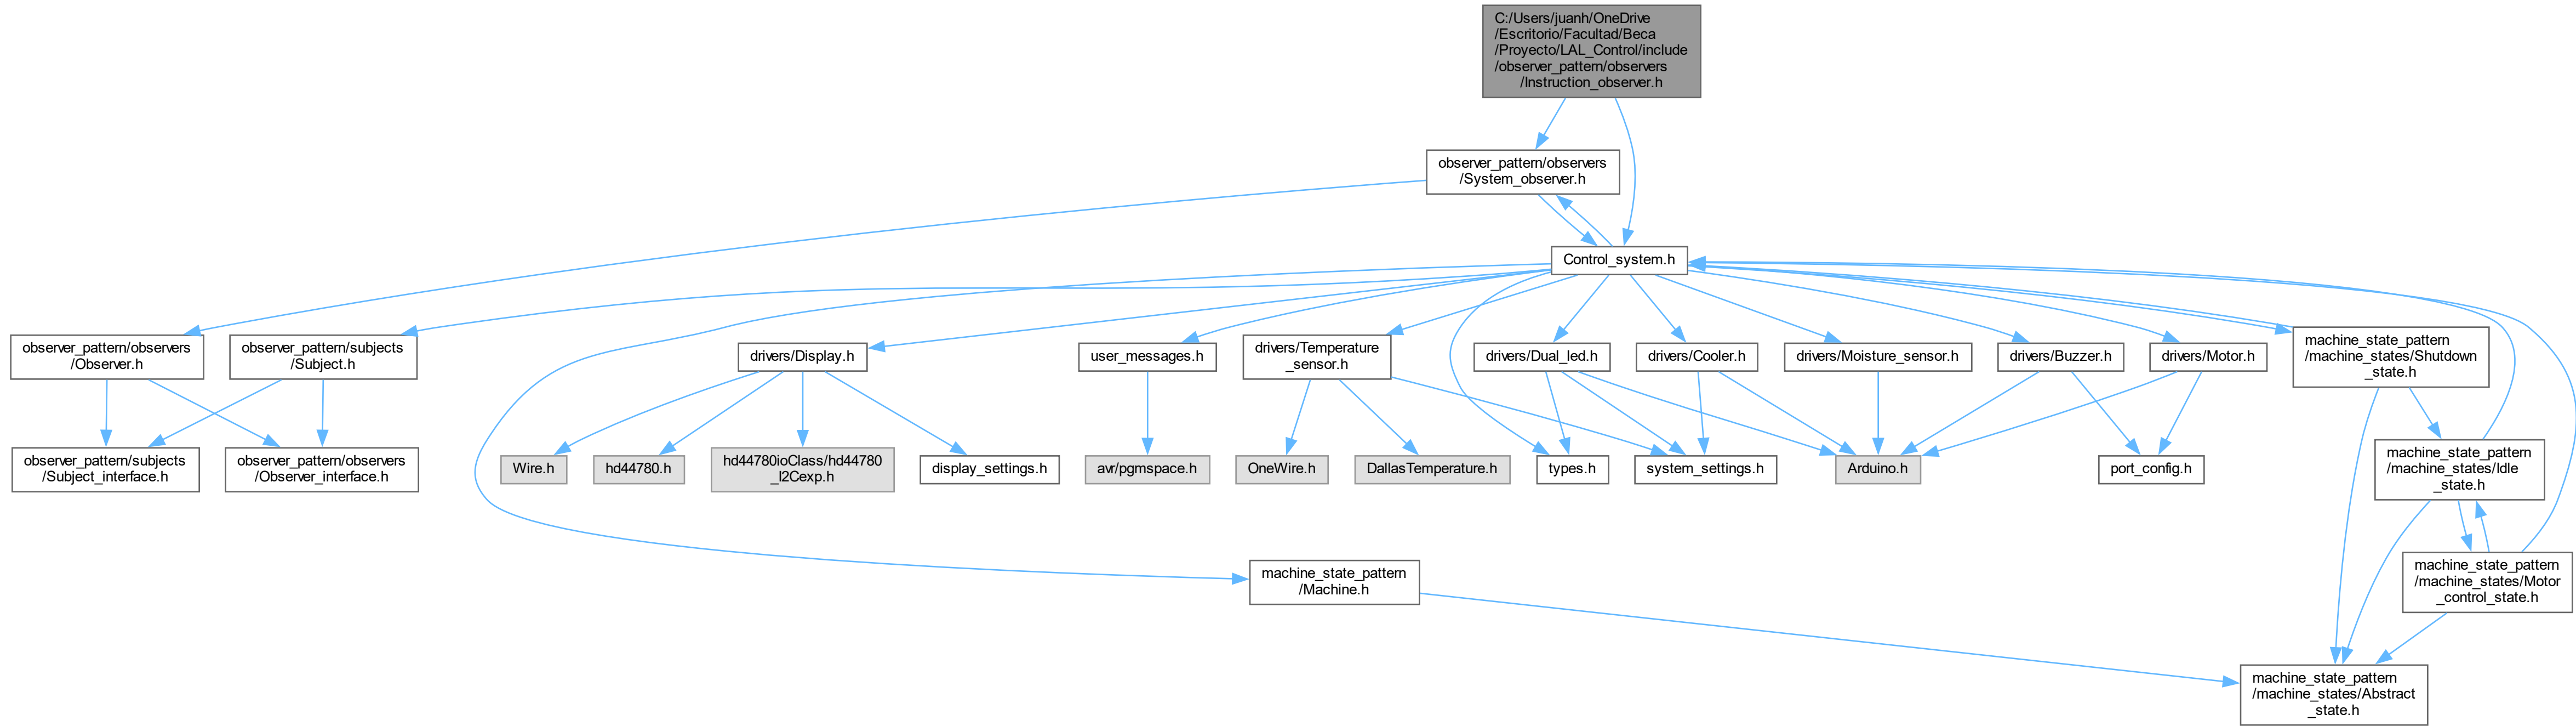 C:/Users/juanh/OneDrive
/Escritorio/Facultad/Beca
/Proyecto/LAL_Control/include
/observer_pattern/observers
/Instruction_observer.h
observer_pattern/observers
/System_observer.h
Control_system.h
observer_pattern/observers
/Observer.h
observer_pattern/subjects
/Subject.h
drivers/Display.h
user_messages.h
drivers/Temperature
_sensor.h
drivers/Dual_led.h
drivers/Cooler.h
drivers/Moisture_sensor.h
drivers/Buzzer.h
drivers/Motor.h
machine_state_pattern
/machine_states/Shutdown
_state.h
observer_pattern/subjects
/Subject_interface.h
observer_pattern/observers
/Observer_interface.h
Wire.h
hd44780.h
hd44780ioClass/hd44780
_I2Cexp.h
display_settings.h
avr/pgmspace.h
OneWire.h
DallasTemperature.h
types.h
system_settings.h
Arduino.h
port_config.h
machine_state_pattern
/machine_states/Idle
_state.h
machine_state_pattern
/Machine.h
machine_state_pattern
/machine_states/Motor
_control_state.h
machine_state_pattern
/machine_states/Abstract
_state.h